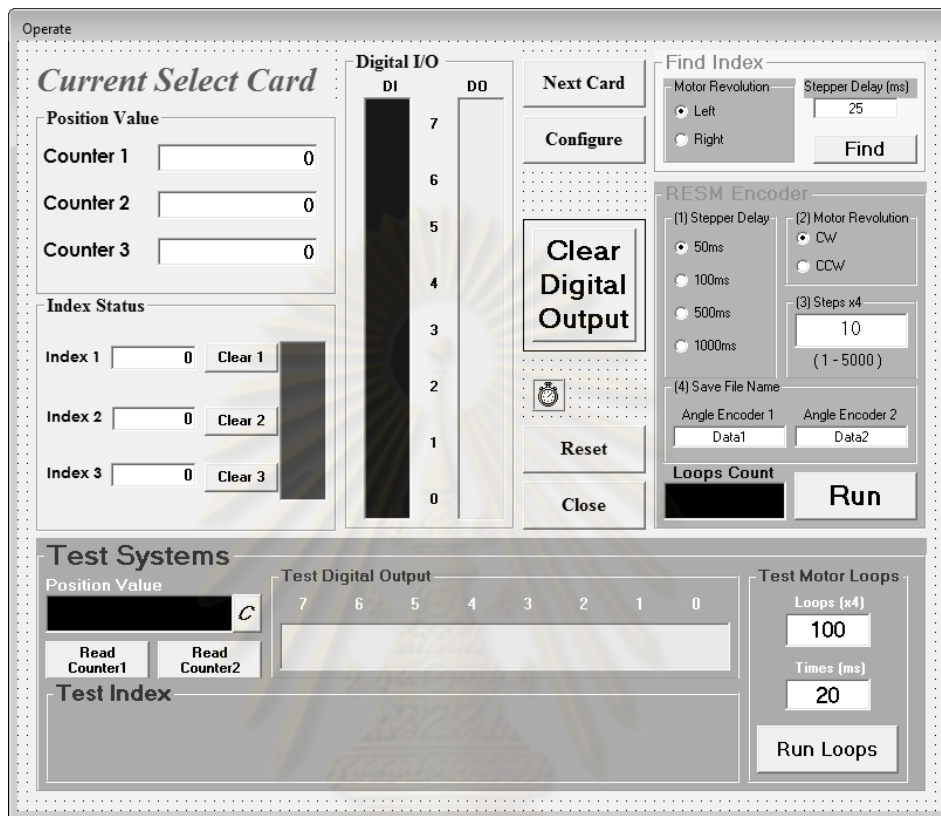 Operate
Current Select Card
Position Value
Counter 1 0
Counter 2 0
Counter 3 0
Index Status
Index 1 0 Clear 1
Index 2 0 Clear 2
Index 3 0 Clear 3
Digital I/O
DI DO
7
6
5
4
3
2
1
0
Next Card
Configure
Clear
Digital
Output
Reset
Close
Find Index
Motor Revolution
Left
Right
Stepper Delay (ms)
25
Find
RESM Encoder
(1) Stepper Delay
50ms
100ms
500ms
1000ms
(2) Motor Revolution
CW
CCW
(3) Steps x4
10
(1 - 5000)
(4) Save File Name
Angle Encoder 1 Angle Encoder 2
Data1 Data2
Loops Count
Run
Test Systems
Position Value
C
Read
Counter1
Read
Counter2
Test Digital Output
7 6 5 4 3 2 1 0
Test Index
Test Motor Loops
Loops (x4)
100
Times (ms)
20
Run Loops